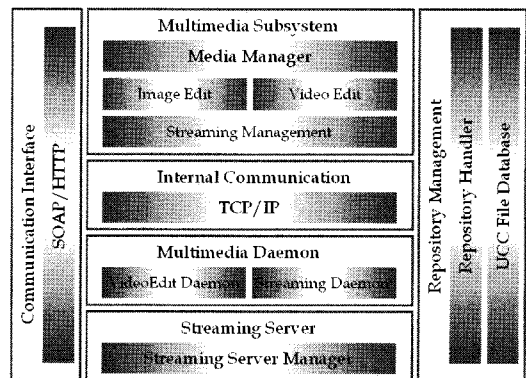 Communication Interface
SOAP/HTTP
Multimedia Subsystem
Media Manager
Image Edit
Video Edit
Streaming Management
Internal Communication
TCP/IP
Multimedia Daemon
VideoEdit Daemon
Streaming Daemon
Streaming Server
Streaming Server Manager
Repository Management
Repository Handler
UCC File Database